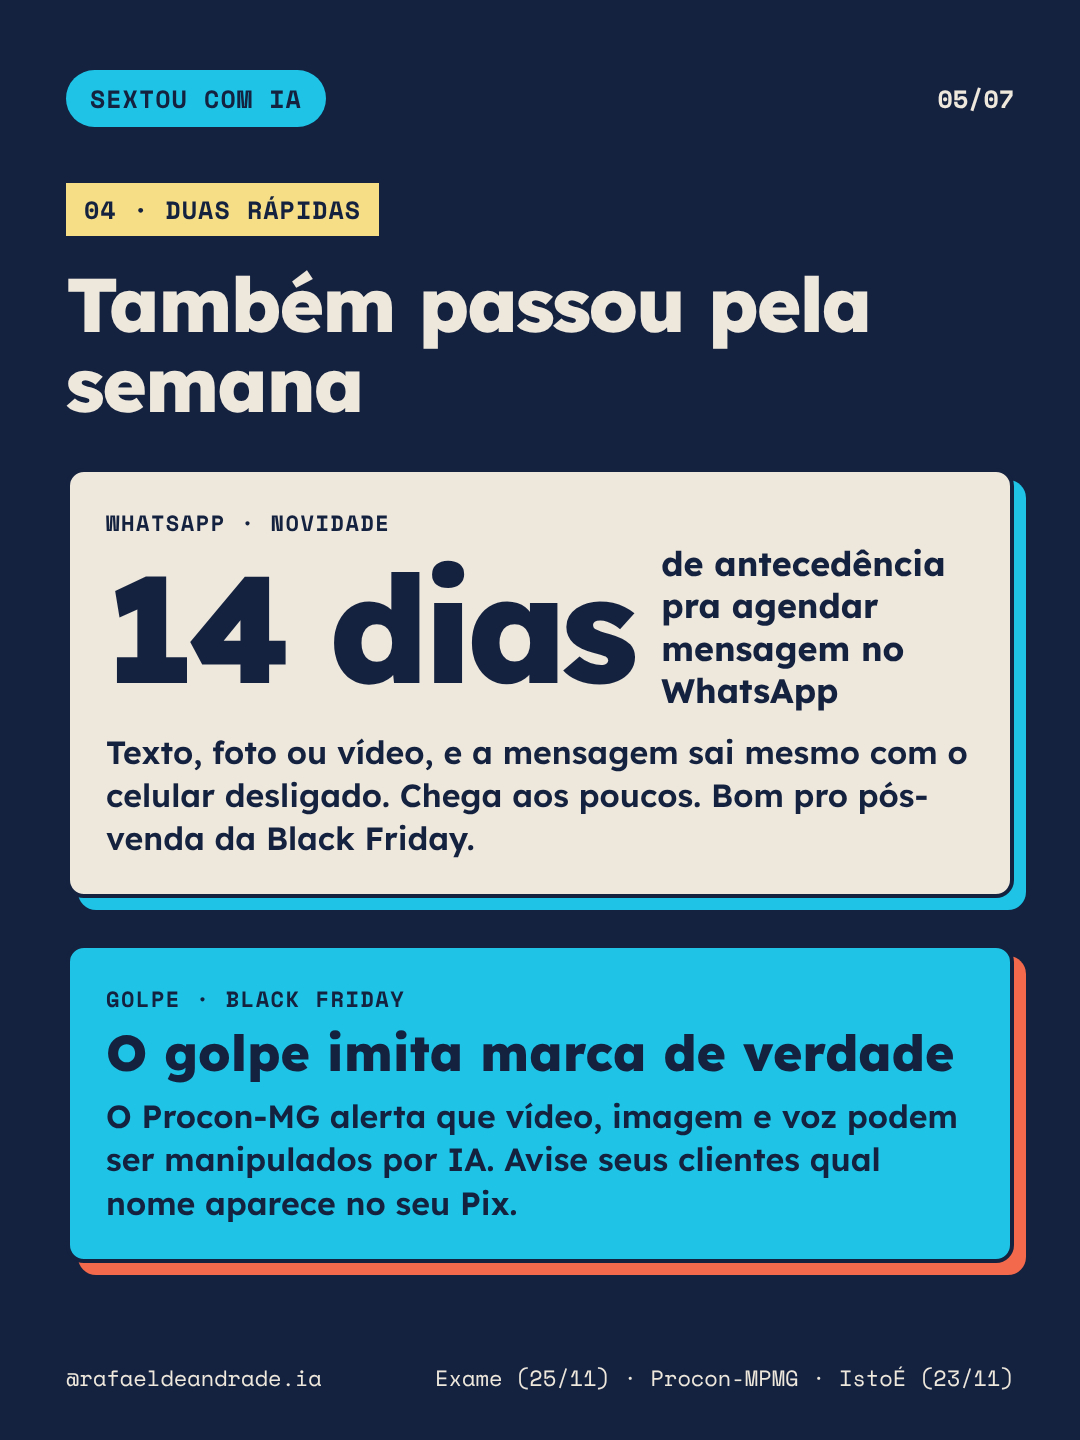 SEXTOU COM IA
05/07
04 · DUAS RÁPIDAS
Também passou pela
semana
WHATSAPP · NOVIDADE
14 dias
de antecedência
pra agendar
mensagem no
WhatsApp
Texto, foto ou vídeo, e a mensagem sai mesmo com o
celular desligado. Chega aos poucos. Bom pro pós-
venda da Black Friday.
GOLPE · BLACK FRIDAY
O golpe imita marca de verdade
O Procon-MG alerta que vídeo, imagem e voz podem
ser manipulados por IA. Avise seus clientes qual
nome aparece no seu Pix.
@rafaeldeandrade.ia
Exame (25/11) · Procon-MPMG · IstoÉ (23/11)